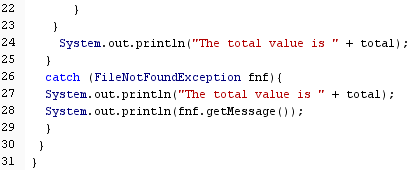 22         }
23      }
24       System.out.println("The total value is " + total);
25     }
26     catch (FileNotFoundException fnf){
27     System.out.println("The total value is " + total);
28     System.out.println(fnf.getMessage());
29     }
30    }
31   }